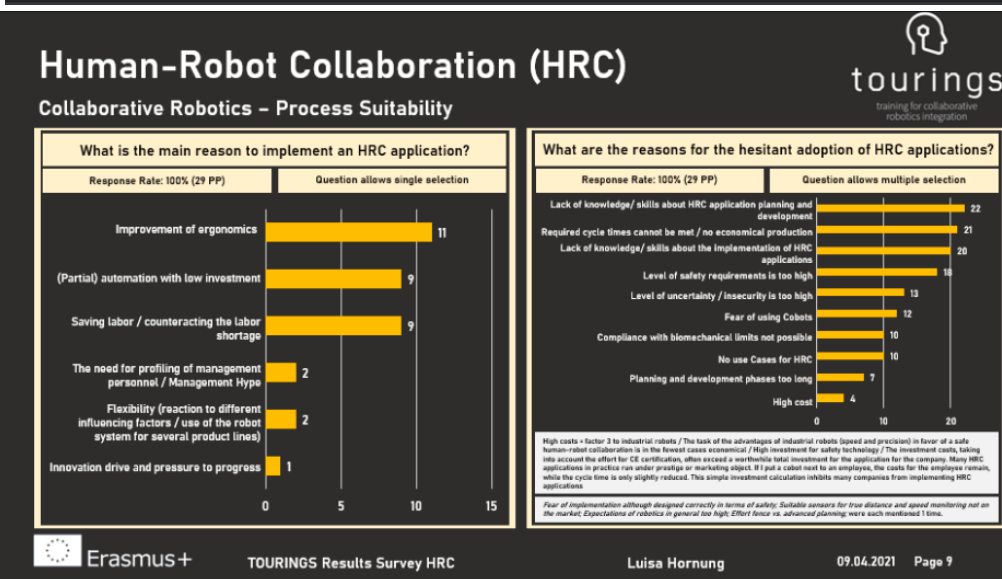 Human-Robot Collaboration (HRC)
Collaborative Robotics – Process Suitability
tourings
training for collaborative
robotics integration
What is the main reason to implement an HRC application?
Response Rate: 100% (29 PP)
Question allows single selection
Improvement of ergonomics
11
(Partial) automation with low investment
9
Saving labor / counteracting the labor
shortage
9
The need for profiling of management
personnel / Management Hype
2
Flexibility (reaction to different
influencing factors / use of the robot
system for several product lines)
2
Innovation drive and pressure to progress
1
0 5 10 15
What are the reasons for the hesitant adoption of HRC applications?
Response Rate: 100% (29 PP)
Question allows multiple selection
Lack of knowledge/ skills about HRC application planning and
development
22
Required cycle times cannot be met / no economical production
21
Lack of knowledge/ skills about the implementation of HRC
applications
20
Level of safety requirements is too high
18
Level of uncertainty / insecurity is too high
13
Fear of using Cobots
12
Compliance with biomechanical limits not possible
10
No use Cases for HRC
10
Planning and development phases too long
7
High cost
4
0 10 20
High costs = factor 3 to industrial robots / The task of the advantages of industrial robots (speed and precision) in favor of a safe
human-robot collaboration is in the fewest cases economical / High investment for safety technology / The investment costs, taking
into account the effort for CE certification, often exceed a worthwhile total investment for the application for the company. Many HRC
applications in practice run under prestige or marketing object. If I put a cobot next to an employee, the costs for the employee remain,
while the cycle time is only slightly reduced. This simple investment calculation inhibits many companies from implementing HRC
applications
Fear of implementation although designed correctly in terms of safety; Suitable sensors for true distance and speed monitoring not on
the market; Expectations of robotics in general too high; Effort fence vs. advanced planning; were each mentioned 1 time.
Erasmus+
TOURINGS Results Survey HRC
Luisa Hornung
09.04.2021 Page 9